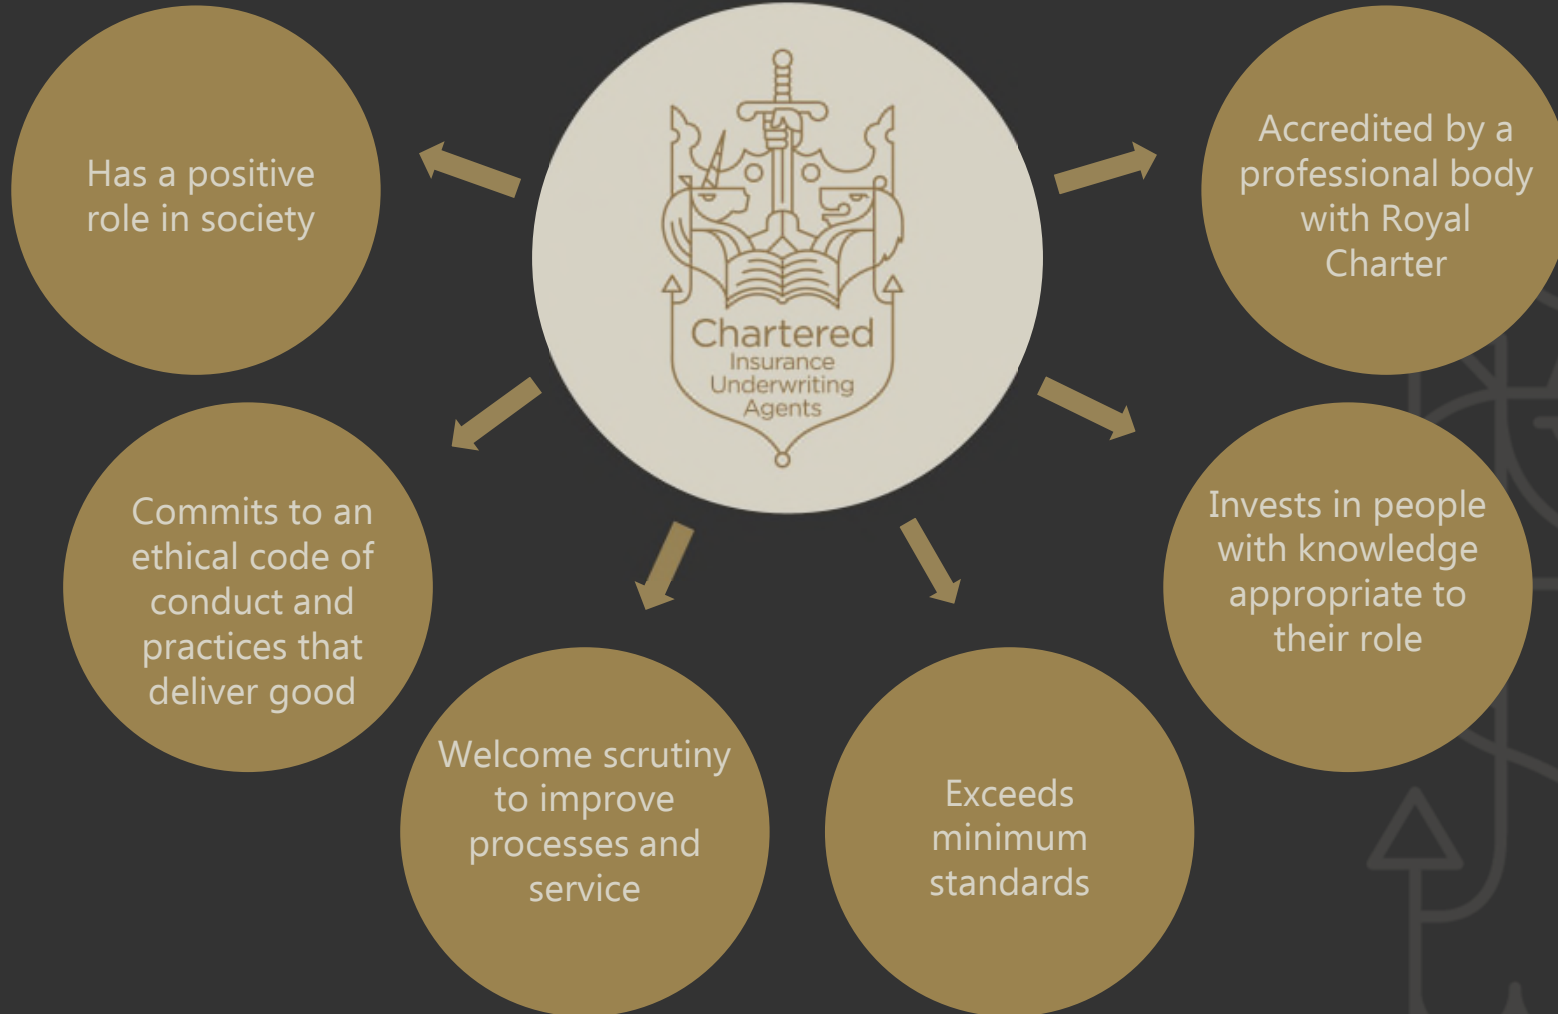 Has a positive
role in society
Chartered
Insurance
Underwriting
Agents
Accredited by a
professional body
with Royal
Charter
Commits to an
ethical code of
conduct and
practices that
deliver good
Invests in people
with knowledge
appropriate to
their role
Welcome scrutiny
to improve
processes and
service
Exceeds
minimum
standards